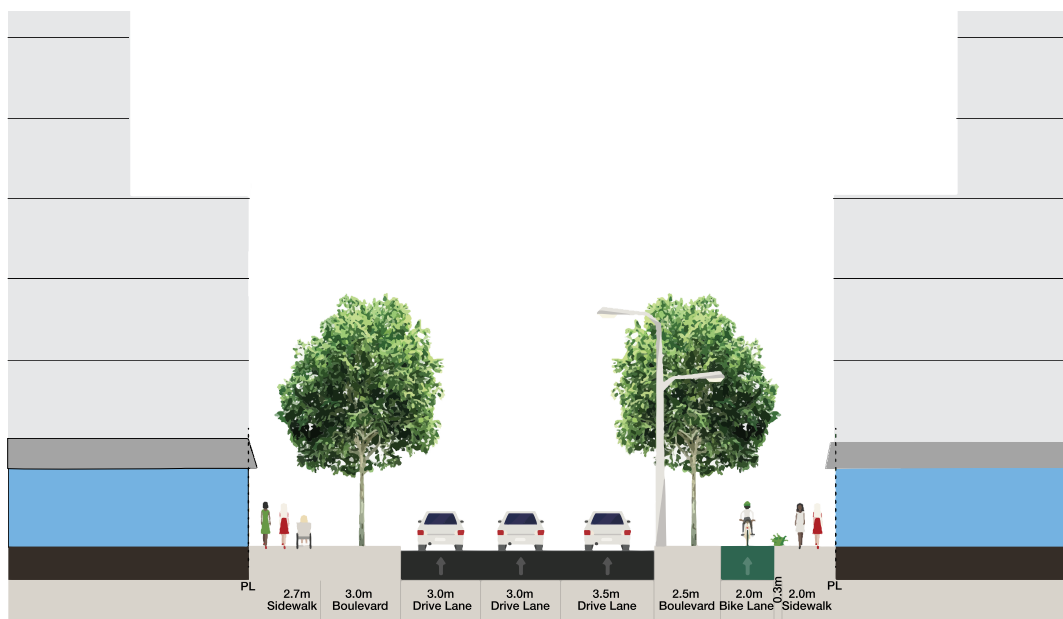 PL
2.7m
Sidewalk
3.0m
Boulevard
3.0m
Drive Lane
3.0m
Drive Lane
3.5m
Drive Lane
2.5m
Boulevard
2.0m
Bike Lane
0.3m
2.0m
Sidewalk
PL